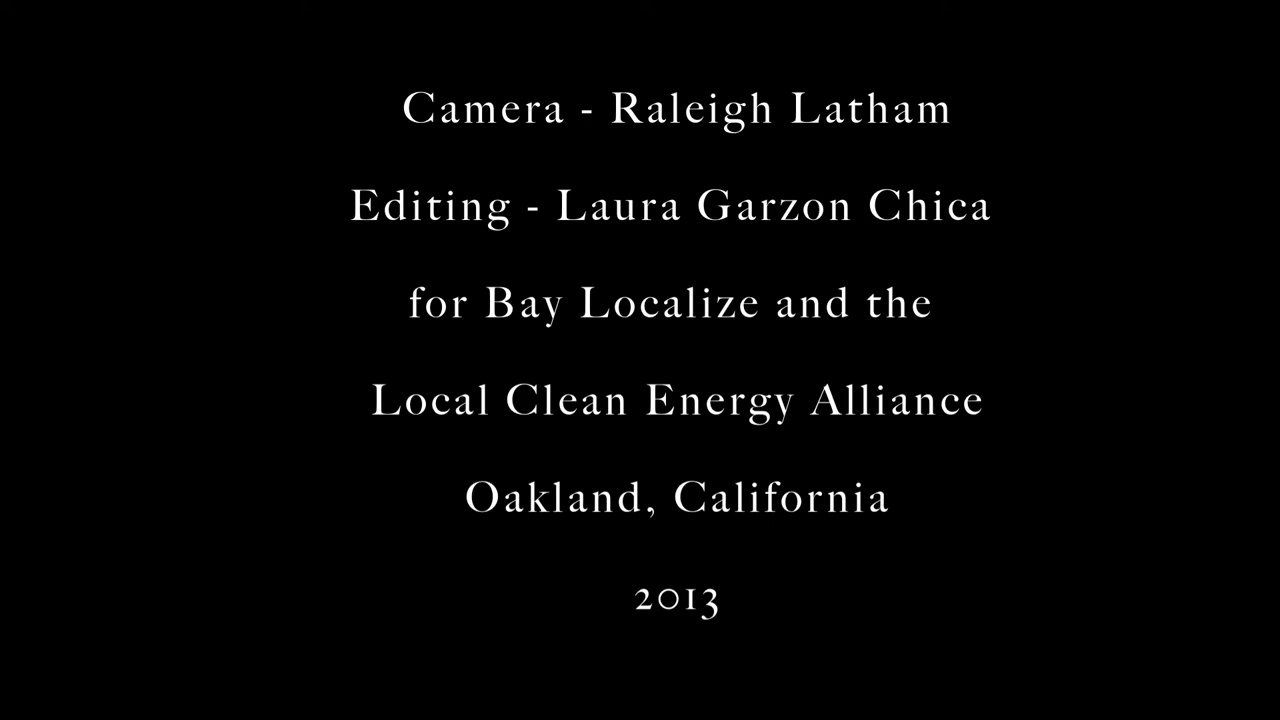 Camera - Raleigh Latham
Editing - Laura Garzon Chica
for Bay Localize and the
Local Clean Energy Alliance
Oakland, California
2013